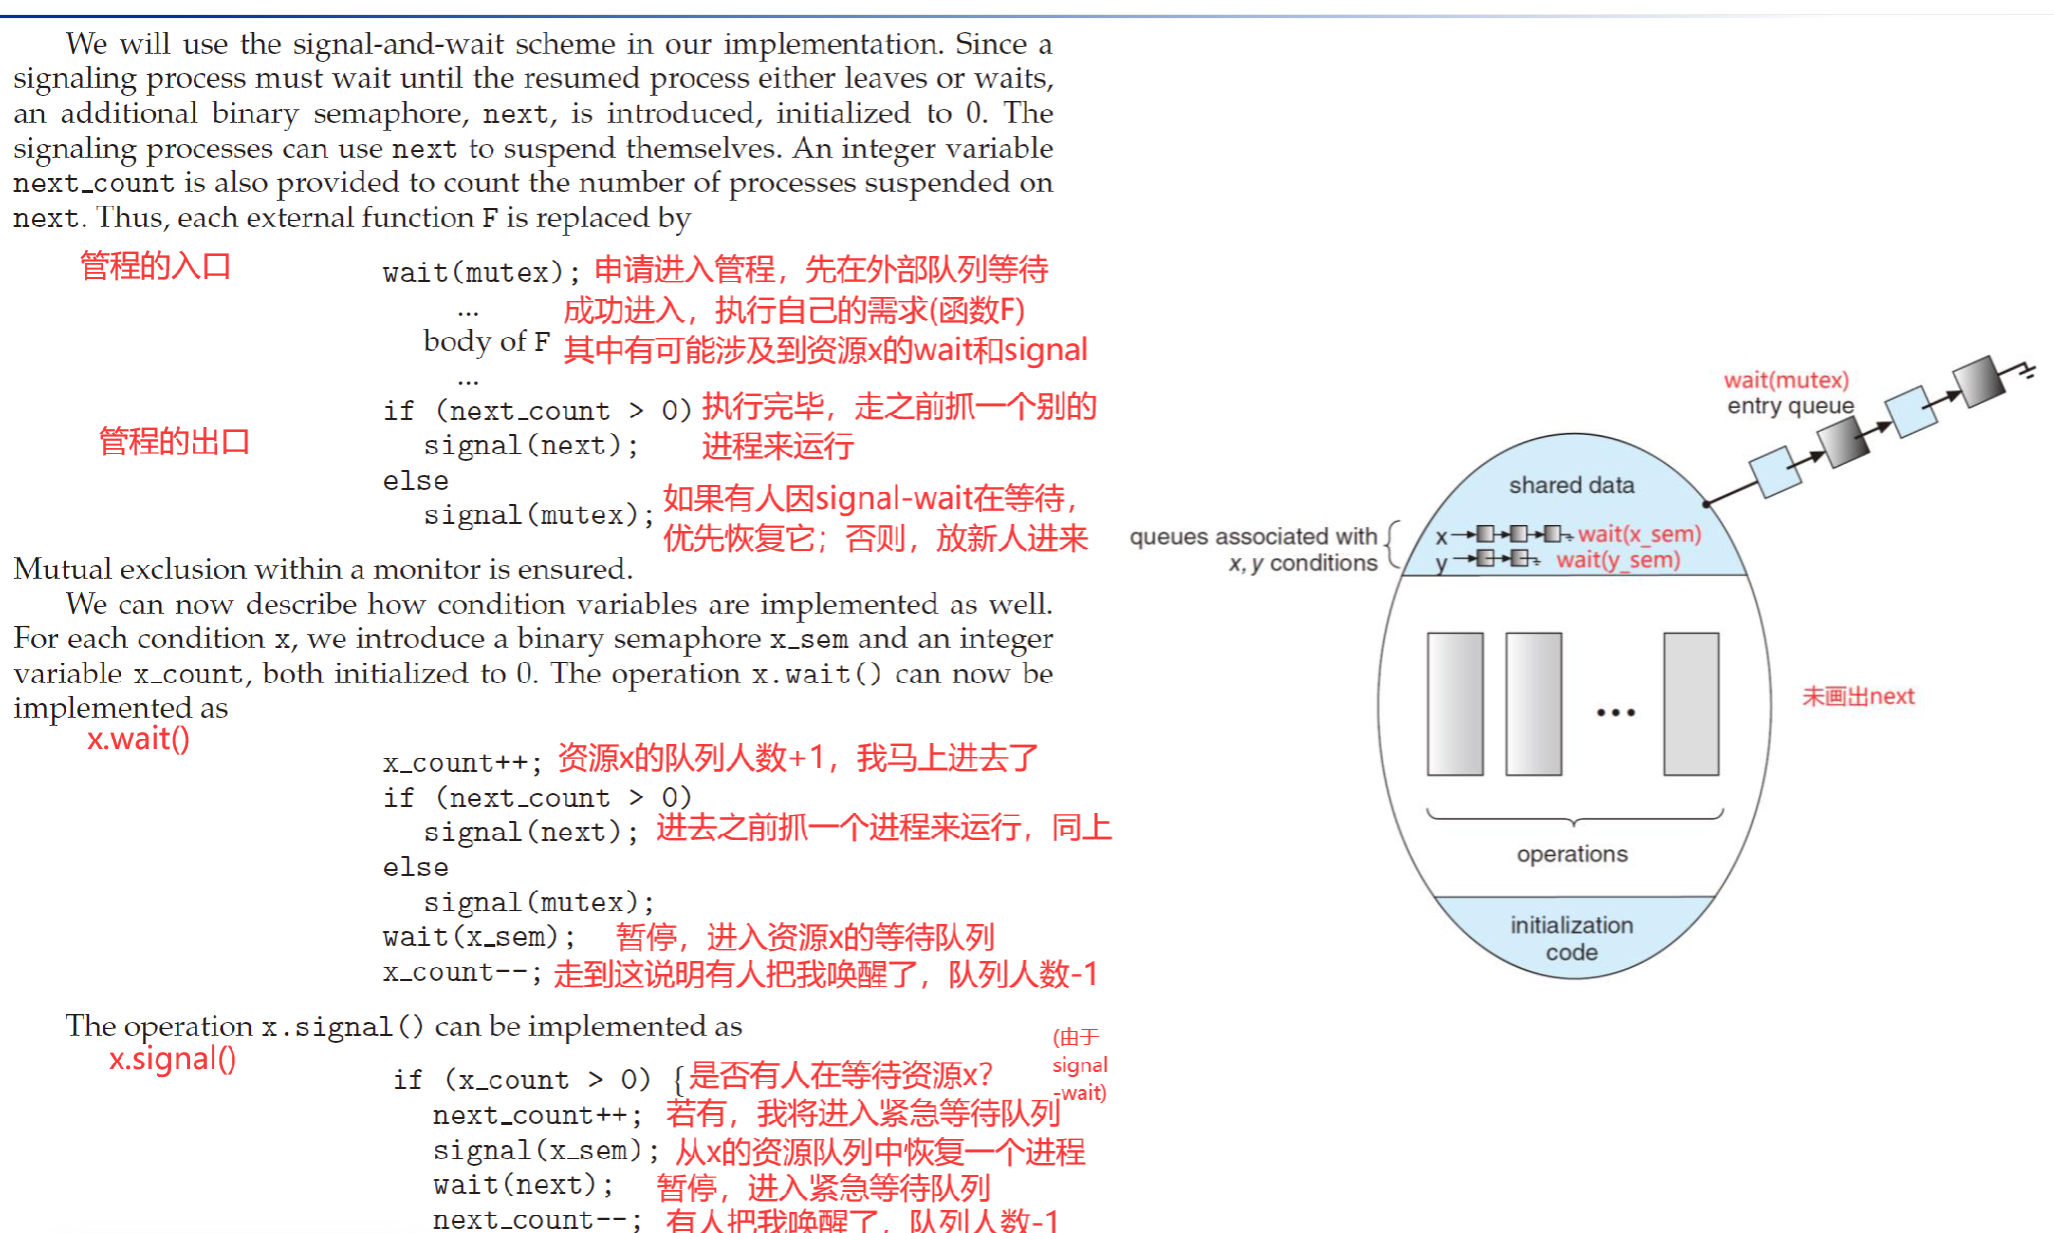 We will use the signal-and-wait scheme in our implementation. Since a
signaling process must wait until the resumed process either leaves or waits,
an additional binary semaphore, next, is introduced, initialized to 0. The
signaling processes can use next to suspend themselves. An integer variable
next_count is also provided to count the number of processes suspended on
next. Thus, each external function F is replaced by
管程的入口
wait(mutex); 申请进入管程，先在外部队列等待
... 成功进入，执行自己的需求(函数F)
body of F 其中有可能涉及到资源x的wait和signal
...
if (next_count > 0) 执行完毕，走之前抓一个别的
管程的出口
signal(next); 进程来运行
else
如果有人因signal-wait在等待，
signal(mutex); 优先恢复它；否则，放新人进来
Mutual exclusion within a monitor is ensured.
We can now describe how condition variables are implemented as well.
For each condition x, we introduce a binary semaphore x_sem and an integer
variable x_count, both initialized to 0. The operation x.wait() can now be
implemented as
x.wait()
x_count++; 资源x的队列人数+1，我马上进去了
if (next_count > 0)
signal(next); 进去之前抓一个进程来运行，同上
else
signal(mutex);
wait(x_sem); 暂停，进入资源x的等待队列
x_count--; 走到这说明有人把我唤醒了，队列人数-1
The operation x.signal() can be implemented as
x.signal()
if (x_count > 0) { 是否有人在等待资源x？
(由于
signal
-wait)
next_count++; 若有，我将进入紧急等待队列
signal(x_sem); 从x的资源队列中恢复一个进程
wait(next); 暂停，进入紧急等待队列
next_count--; 有人把我唤醒了，队列人数-1
wait(mutex)
entry queue
shared data
queues associated with
x, y conditions
x wait(x_sem)
y wait(y_sem)
未画出next
...
operations
initialization
code